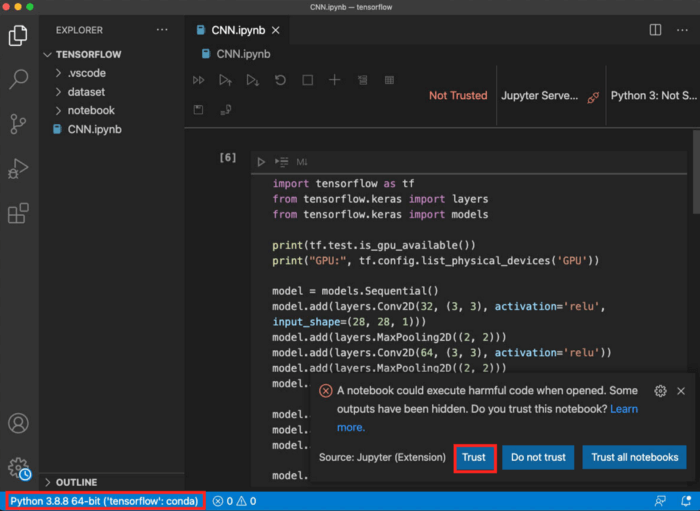 CNN.ipynb — tensorflow
EXPLORER
TENSORFLOW
.vscode
dataset
notebook
CNN.ipynb
OUTLINE
CNN.ipynb
CNN.ipynb
Not Trusted
Jupyter Serve...
Python 3: Not S...
[6]
M↓
import tensorflow as tf
from tensorflow.keras import layers
from tensorflow.keras import models
print(tf.test.is_gpu_available())
print("GPU:", tf.config.list_physical_devices('GPU'))
model = models.Sequential()
model.add(layers.Conv2D(32, (3, 3), activation='relu',
input_shape=(28, 28, 1)))
model.add(layers.MaxPooling2D((2, 2)))
model.add(layers.Conv2D(64, (3, 3), activation='relu'))
model.add(layers.MaxPooling2D((2, 2)))
model.
model.
model.
model.
model.
A notebook could execute harmful code when opened. Some
outputs have been hidden. Do you trust this notebook? Learn
more.
Source: Jupyter (Extension)
Trust
Do not trust
Trust all notebooks
Python 3.8.8 64-bit ('tensorflow': conda)
0
0